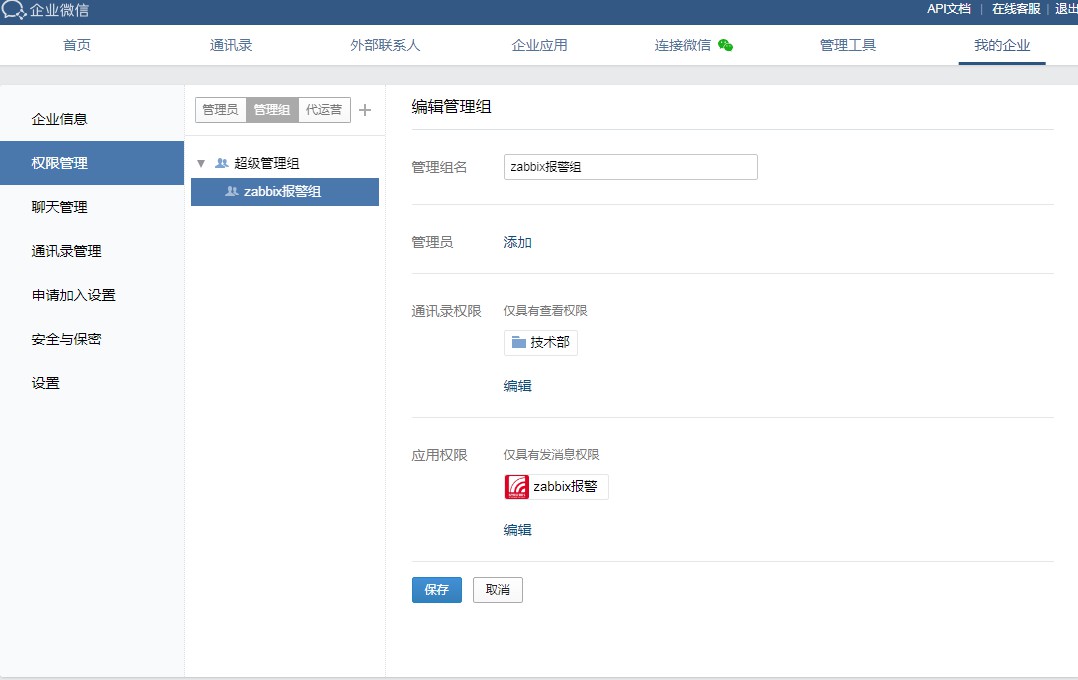 企业微信
API文档 | 在线客服 | 退出
首页 通讯录 外部联系人 企业应用 连接微信 管理工具 我的企业
企业信息
权限管理
聊天管理
通讯录管理
申请加入设置
安全与保密
设置
管理员 管理组 代运营
超级管理组
zabbix报警组
编辑管理组
管理组名 zabbix报警组
管理员 添加
通讯录权限 仅具有查看权限
技术部
编辑
应用权限 仅具有发消息权限
zabbix报警
编辑
保存 取消